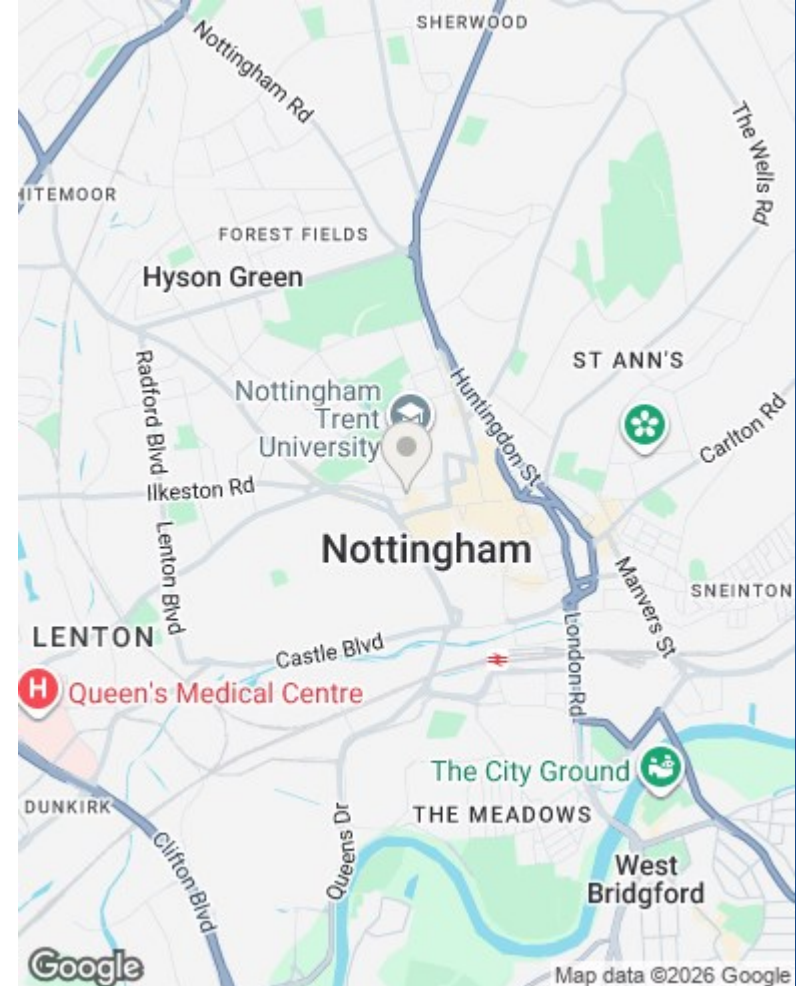 SHERWOOD
Nottingham Rd
The Wells Rd
HITEMOOR
FOREST FIELDS
Hyson Green
ST ANN'S
Radford Blvd
Nottingham
Trent
University
Huntingdon St
Carlton Rd
Ilkeston Rd
Lenton Blvd
Nottingham
Manvers St
SNEINTON
LENTON
Castle Blvd
London Rd
H
Queen's Medical Centre
The City Ground
DUNKIRK
THE MEADOWS
Queens Dr
Clifton Blvd
West
Bridgford
Google
Map data ©2026 Google